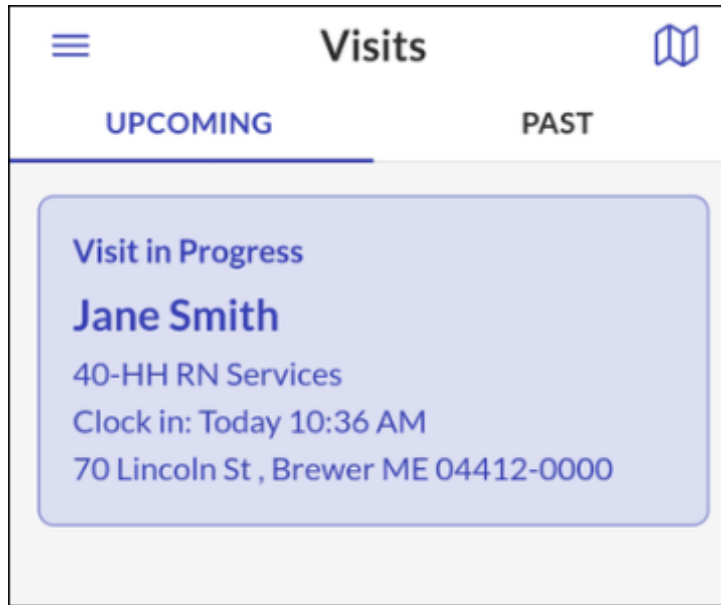 Visits
UPCOMING PAST
Visit in Progress
Jane Smith
40-HH RN Services
Clock in: Today 10:36 AM
70 Lincoln St , Brewer ME 04412-0000